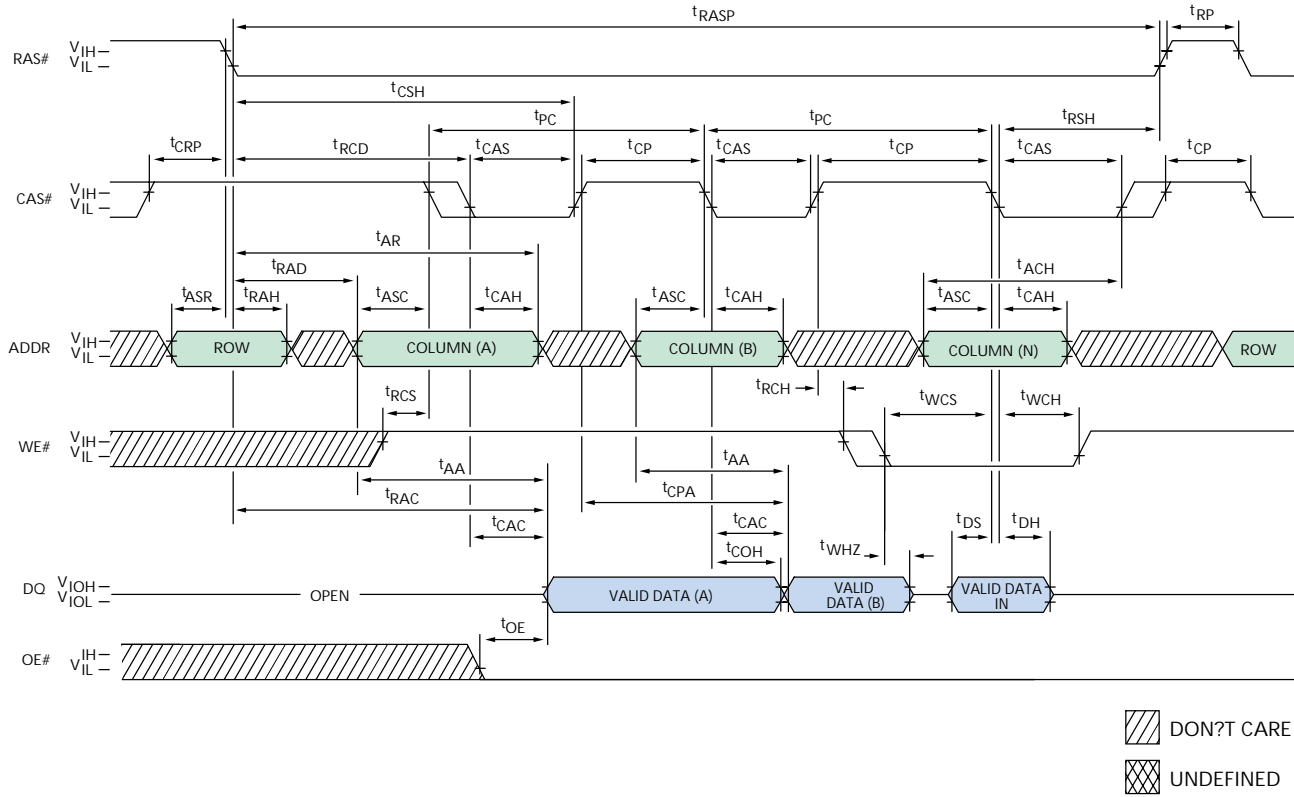 tRASP
tRP
RAS#
VIH
VIL
tCSH
tPC
tPC
tRSH
tCRP
tRCD
tCAS
tCP
tCAS
tCP
tCAS
tCP
CAS#
VIH
VIL
tAR
tRAD
tACH
tASR
tRAH
tASC
tCAH
tASC
tCAH
tASC
tCAH
ADDR
VIH
VIL
ROW
COLUMN (A)
COLUMN (B)
COLUMN (N)
ROW
tRCH
tRCS
tWCS
tWCH
WE#
VIH
VIL
tAA
tAA
tRAC
tCPA
tCAC
tCAC
tDS
tDH
tCOH
tWHZ
DQ
VIOH
VIOL
OPEN
VALID DATA (A)
VALID
DATA (B)
VALID DATA
IN
tOE
OE#
IH
VIL
DON?T CARE
UNDEFINED